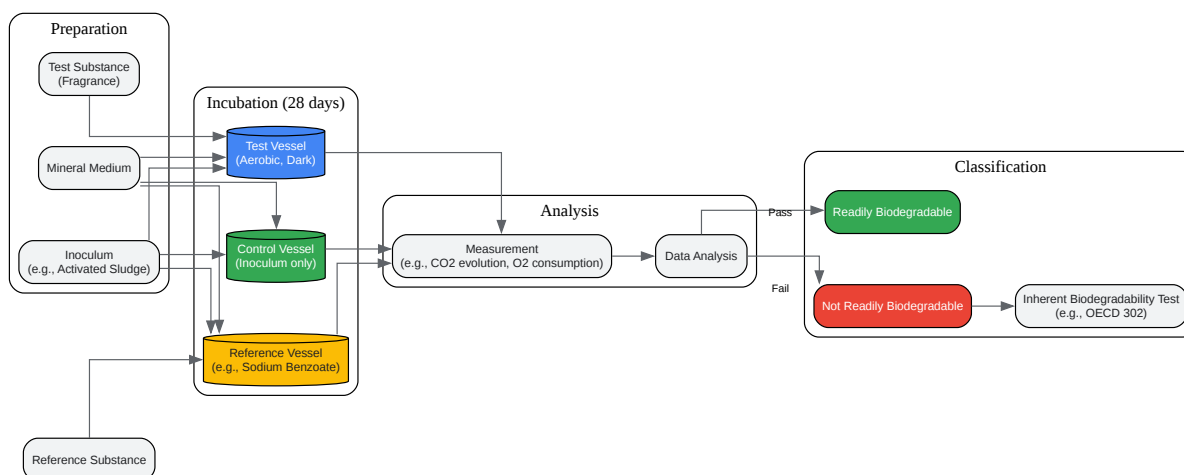 Preparation
Test Substance
(Fragrance)
Mineral Medium
Inoculum
(e.g., Activated Sludge)
Reference Substance
Incubation (28 days)
Test Vessel
(Aerobic, Dark)
Control Vessel
(Inoculum only)
Reference Vessel
(e.g., Sodium Benzoate)
Analysis
Measurement
(e.g., CO2 evolution, O2 consumption)
Data Analysis
Pass
Fail
Classification
Readily Biodegradable
Not Readily Biodegradable
Inherent Biodegradability Test
(e.g., OECD 302)